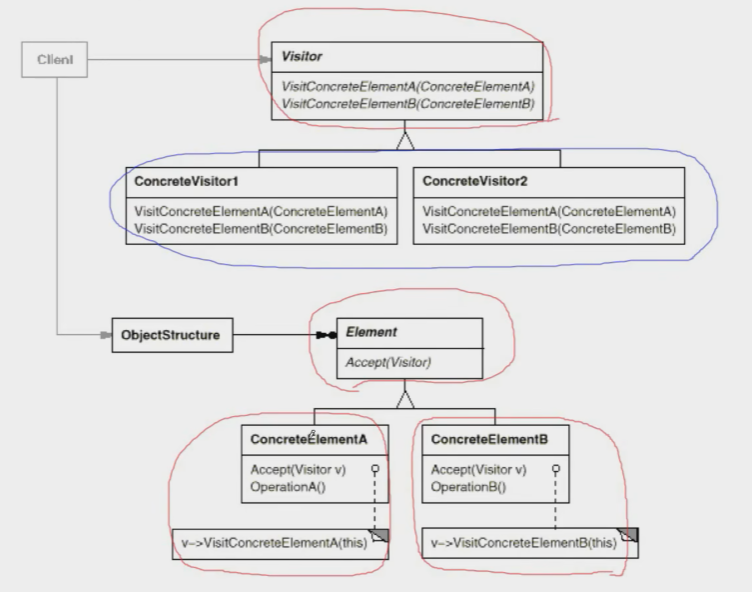 Client
Visitor
VisitConcreteElementA(ConcreteElementA)
VisitConcreteElementB(ConcreteElementB)
ConcreteVisitor1
VisitConcreteElementA(ConcreteElementA)
VisitConcreteElementB(ConcreteElementB)
ConcreteVisitor2
VisitConcreteElementA(ConcreteElementA)
VisitConcreteElementB(ConcreteElementB)
ObjectStructure
Element
Accept(Visitor)
ConcreteElementA
Accept(Visitor v)
OperationA()
v->VisitConcreteElementA(this)
ConcreteElementB
Accept(Visitor v)
OperationB()
v->VisitConcreteElementB(this)